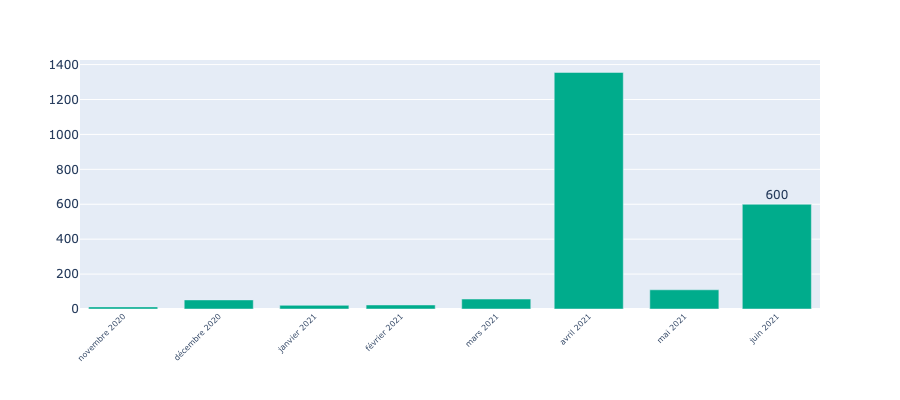 1400
1200
1000
800
600
400
200
0
600
novembre 2020
décembre 2020
janvier 2021
février 2021
mars 2021
avril 2021
mai 2021
juin 2021